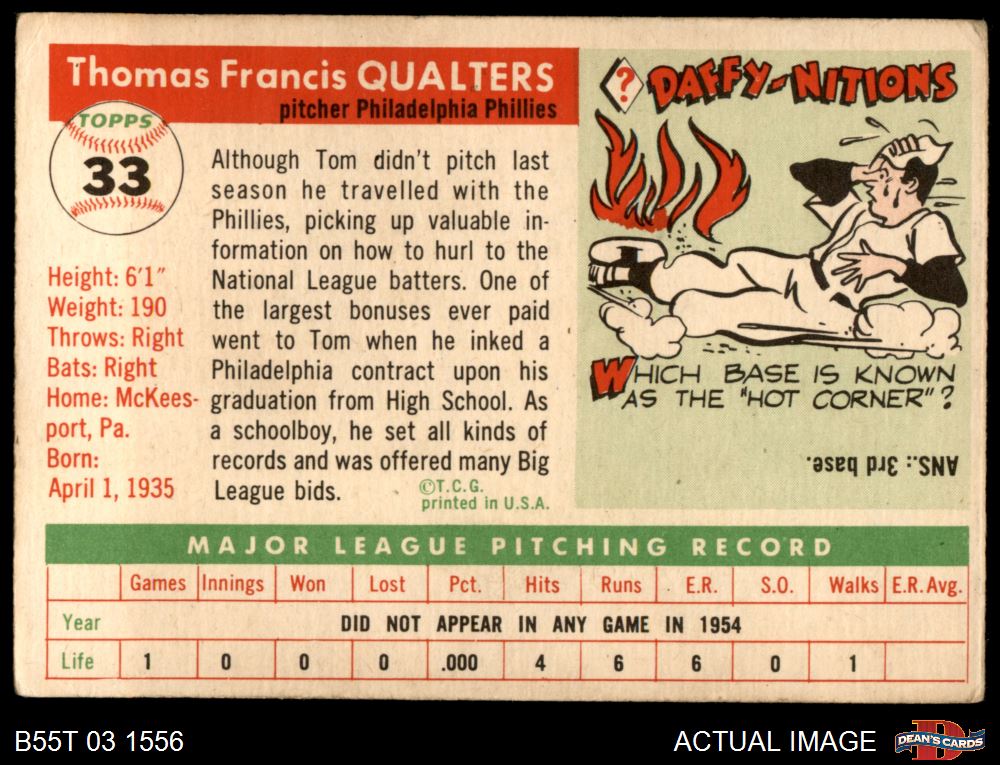 Thomas Francis QUALTERS
pitcher Philadelphia Phillies
TOPPS
33
Height: 6'1"
Weight: 190
Throws: Right
Bats: Right
Home: McKees-
port, Pa.
Born:
April 1, 1935
Although Tom didn't pitch last
season he travelled with the
Phillies, picking up valuable in-
formation on how to hurl to the
National League batters. One of
the largest bonuses ever paid
went to Tom when he inked a
Philadelphia contract upon his
graduation from High School. As
a schoolboy, he set all kinds of
records and was offered many Big
League bids.
©T.C.G.
printed in U.S.A.
?
DAFFY-NITIONS
WHICH BASE IS KNOWN
AS THE "HOT CORNER"?
ANS.: 3rd base.
MAJOR LEAGUE PITCHING RECORD
Games Innings Won Lost Pct. Hits Runs E.R. S.O. Walks E.R. Avg.
Year DID NOT APPEAR IN ANY GAME IN 1954
Life 1 0 0 0 .000 4 6 6 0 1
B55T 03 1556
ACTUAL IMAGE
DEAN'S CARDS